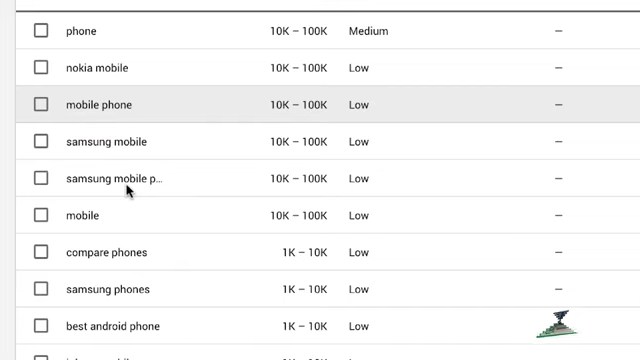 phone 10K – 100K Medium –
nokia mobile 10K – 100K Low –
mobile phone 10K – 100K Low –
samsung mobile 10K – 100K Low –
samsung mobile p... 10K – 100K Low –
mobile 10K – 100K Low –
compare phones 1K – 10K Low –
samsung phones 1K – 10K Low –
best android phone 1K – 10K Low